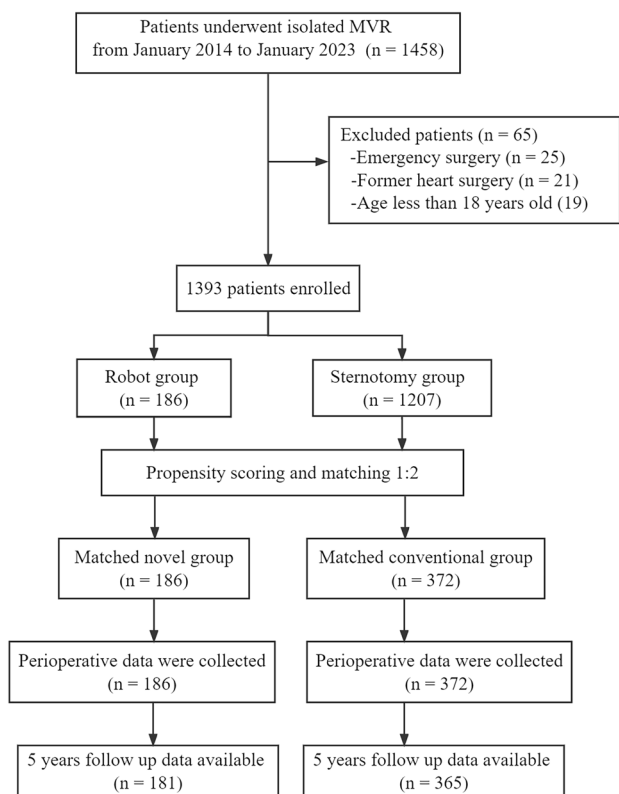 Patients underwent isolated MVR
from January 2014 to January 2023 (n = 1458)
Excluded patients (n = 65)
-Emergency surgery (n = 25)
-Former heart surgery (n = 21)
-Age less than 18 years old (19)
1393 patients enrolled
Robot group
(n = 186)
Sternotomy group
(n = 1207)
Propensity scoring and matching 1:2
Matched novel group
(n = 186)
Matched conventional group
(n = 372)
Perioperative data were collected
(n = 186)
Perioperative data were collected
(n = 372)
5 years follow up data available
(n = 181)
5 years follow up data available
(n = 365)